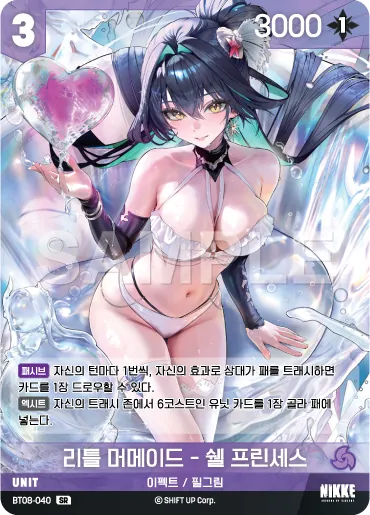 3
3000 1
SAMPLE
패시브 자신의 턴마다 1번씩, 자신의 효과로 상대가 패를 트래시하면
카드를 1장 드로우할 수 있다.
엑시트 자신의 트래시 존에서 6코스트인 유닛 카드를 1장 골라 패에
넣는다.
리틀 머메이드 - 쉘 프린세스
UNIT
이펙트 / 필그림
NIKKE
BT08-040 SR
ⓒSHIFT UP Corp.